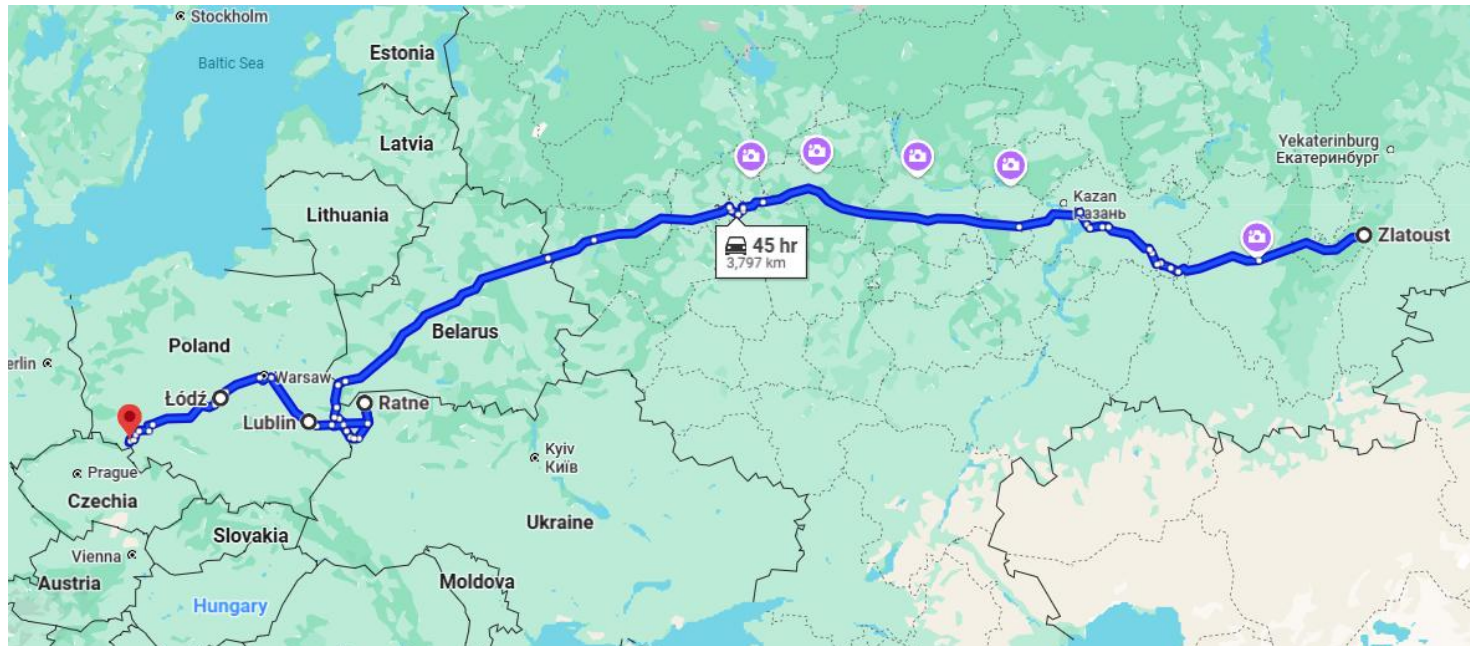 Stockholm
Estonia
Baltic Sea
Latvia
Yekaterinburg
Екатеринбург
Lithuania
Kazan
Казань
Zlatoust
45 hr
3,797 km
Belarus
Poland
erlin
Warsaw
Łódź
Ratne
Lublin
Kyiv
Київ
Prague
Czechia
Ukraine
Slovakia
Vienna
Austria
Moldova
Hungary